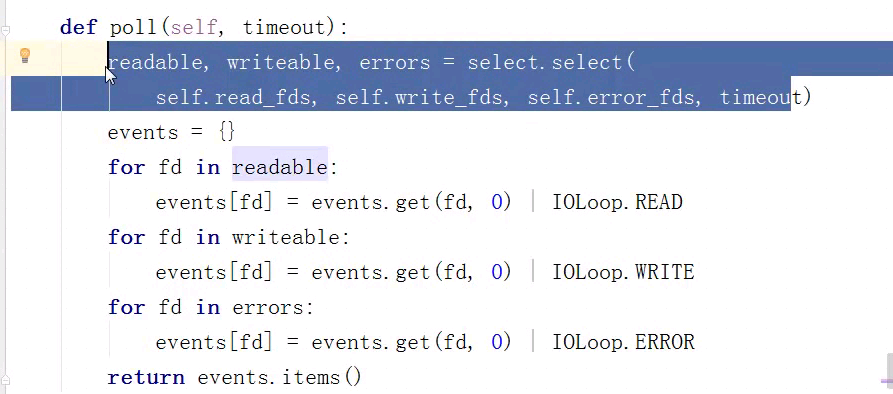 def poll(self, timeout):
readable, writeable, errors = select.select(
self.read_fds, self.write_fds, self.error_fds, timeout)
events = {}
for fd in readable:
events[fd] = events.get(fd, 0) | IOLoop.READ
for fd in writeable:
events[fd] = events.get(fd, 0) | IOLoop.WRITE
for fd in errors:
events[fd] = events.get(fd, 0) | IOLoop.ERROR
return events.items()